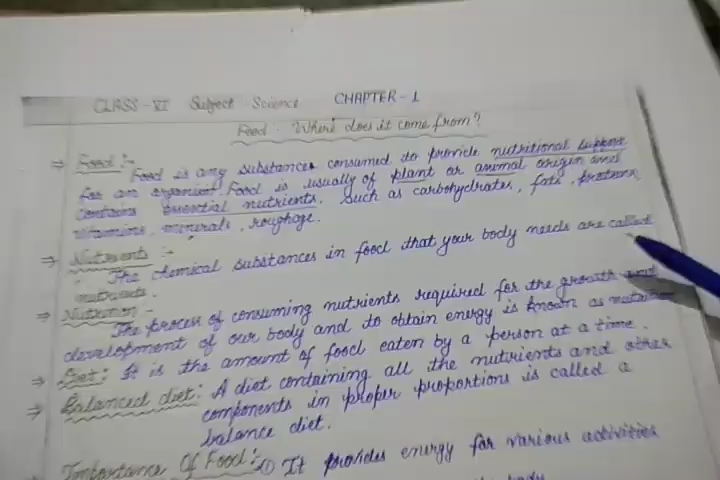 CLASS-VI Subject - Science CHAPTER-1
Food : Where does it come from?
⇒ Food :-
Food is any substances consumed to provide nutritional support
for an organism. Food is usually of plant or animal origin and
contains essential nutrients, such as carbohydrates, fats, proteins,
vitamins, minerals, roughage.
⇒ Nutrients :-
The chemical substances in food that your body needs are called
nutrients.
⇒ Nutrition -
The process of consuming nutrients required for the growth and
development of our body and to obtain energy is known as nutrition
⇒ Diet: It is the amount of food eaten by a person at a time.
⇒ Balanced diet: A diet containing all the nutrients and other
components in proper proportions is called a
balance diet.
Importance Of Food:- ① It provides energy for various activities
the body